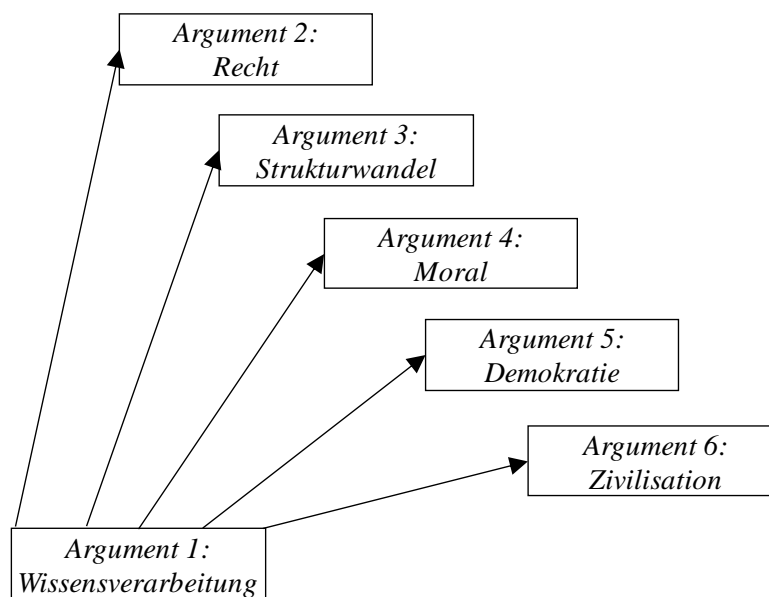 Argument 2:
Recht
Argument 3:
Strukturwandel
Argument 4:
Moral
Argument 5:
Demokratie
Argument 6:
Zivilisation
Argument 1:
Wissensverarbeitung